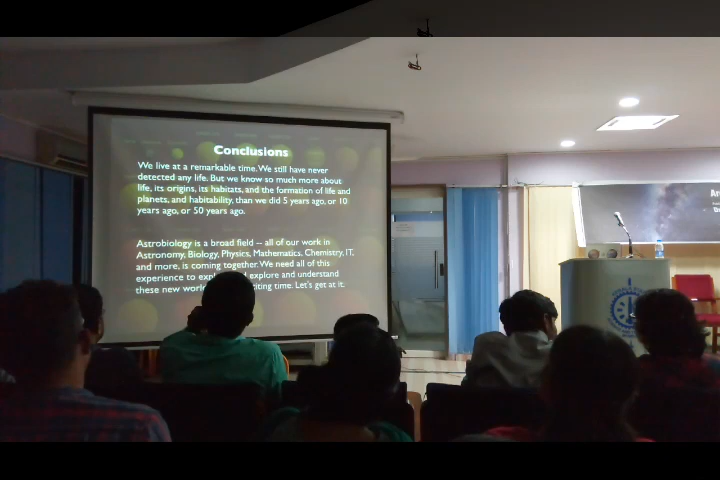 Conclusions
We live at a remarkable time. We still have never
detected any life. But we know so much more about
life, its origins, its habitats, and the formation of life and
planets, and habitability, than we did 5 years ago, or 10
years ago, or 50 years ago.
Astrobiology is a broad field -- all of our work in
Astronomy, Biology, Physics, Mathematics, Chemistry, IT,
and more, is coming together. We need all of this
experience to explore and understand
these new time. Let's get at it.